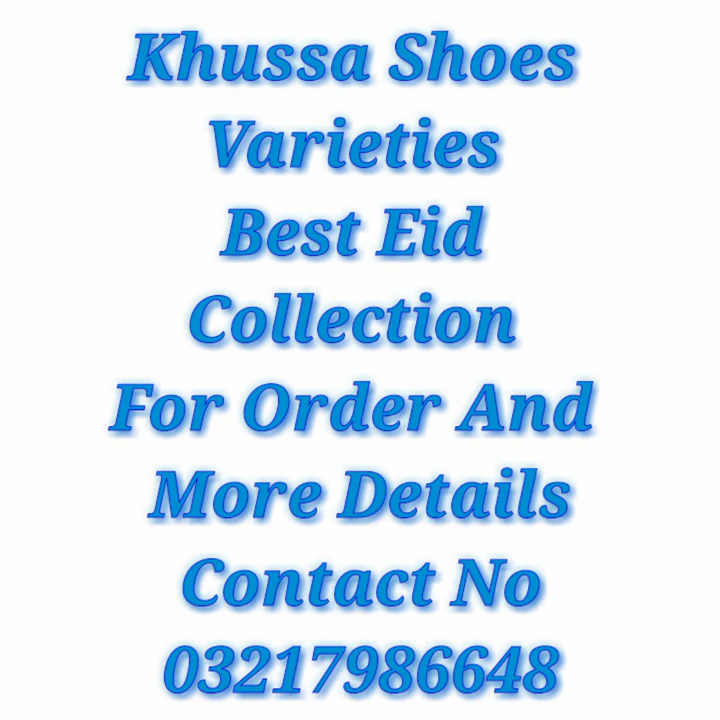 Khussa Shoes
Varieties
Best Eid
Collection
For Order And
More Details
Contact No
03217986648